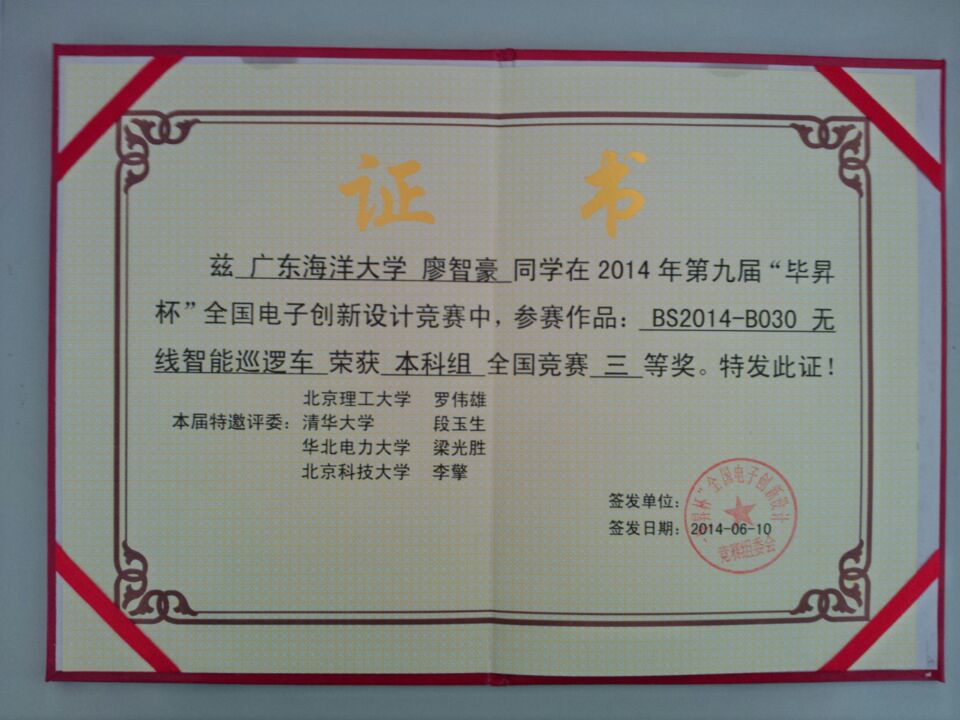 证书
兹 广东海洋大学 廖智豪 同学在 2014 年第九届“毕昇
杯”全国电子创新设计竞赛中，参赛作品： BS2014-B030 无
线智能巡逻车 荣获 本科组 全国竞赛 三 等奖。特发此证！
北京理工大学 罗伟雄
本届特邀评委：清华大学 段玉生
华北电力大学 梁光胜
北京科技大学 李擎
签发单位：
签发日期：2014-06-10
昇杯”全国电子创新设计
竞赛组委会